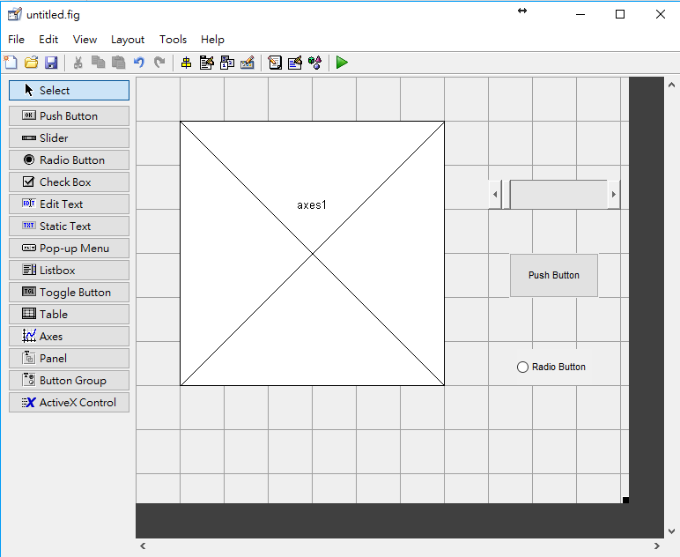 untitled.fig
File Edit View Layout Tools Help
Select
Push Button
Slider
Radio Button
Check Box
Edit Text
Static Text
Pop-up Menu
Listbox
Toggle Button
Table
Axes
Panel
Button Group
ActiveX Control
axes1
Push Button
Radio Button